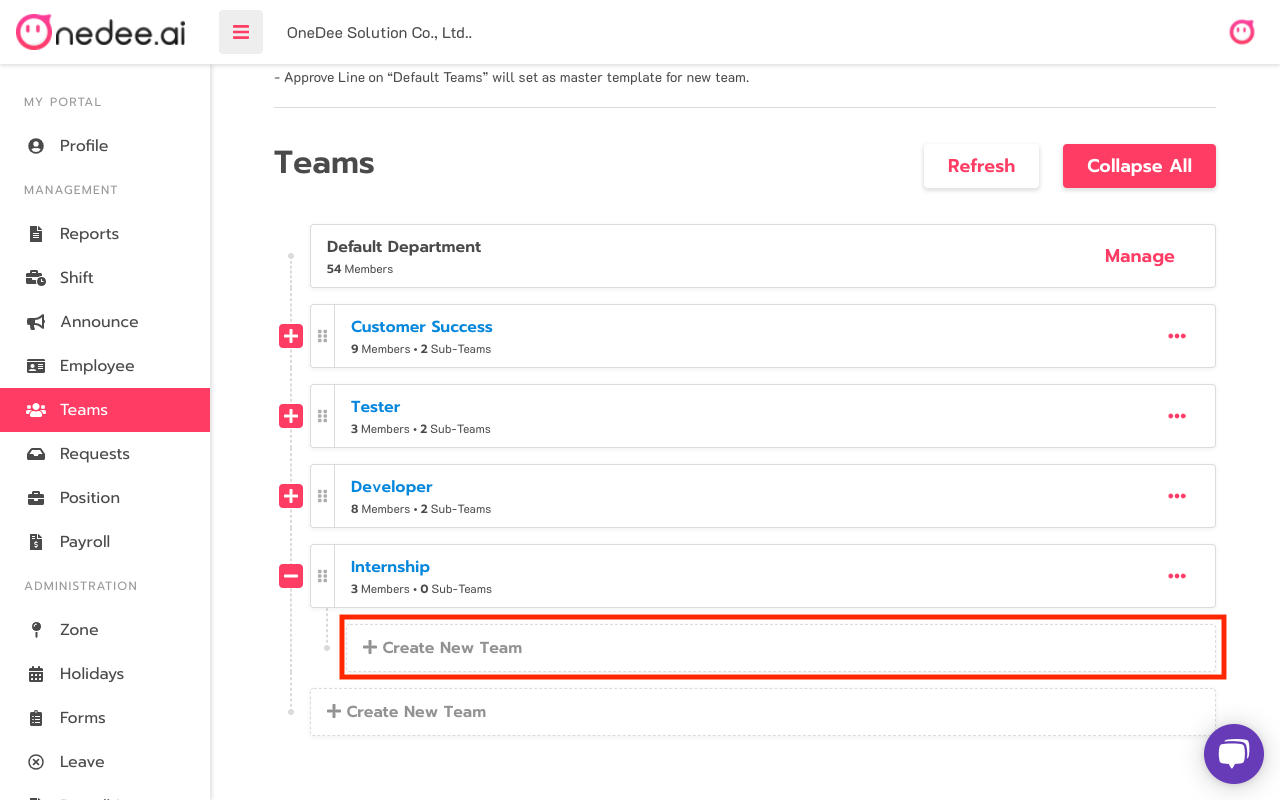 Onedee.ai
OneDee Solution Co., Ltd..
- Approve Line on “Default Teams” will set as master template for new team.
MY PORTAL
Profile
MANAGEMENT
Reports
Shift
Announce
Employee
Teams
Requests
Position
Payroll
ADMINISTRATION
Zone
Holidays
Forms
Leave
Teams
Refresh
Collapse All
Default Department
54 Members
Manage
Customer Success
9 Members • 2 Sub-Teams
Tester
3 Members • 2 Sub-Teams
Developer
8 Members • 2 Sub-Teams
Internship
3 Members • 0 Sub-Teams
Create New Team
Create New Team